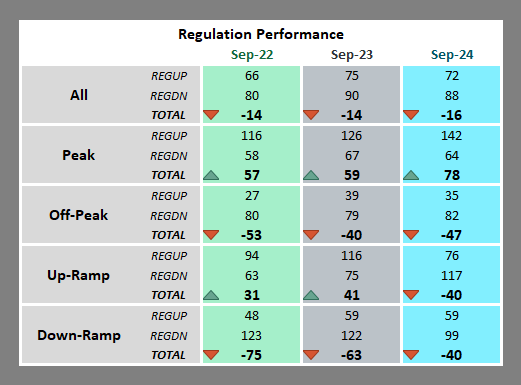 Regulation Performance
Sep-22 Sep-23 Sep-24
All REGUP 66 75 72
REGDN 80 90 88
TOTAL -14 -14 -16
Peak REGUP 116 126 142
REGDN 58 67 64
TOTAL 57 59 78
Off-Peak REGUP 27 39 35
REGDN 80 79 82
TOTAL -53 -40 -47
Up-Ramp REGUP 94 116 76
REGDN 63 75 117
TOTAL 31 41 -40
Down-Ramp REGUP 48 59 59
REGDN 123 122 99
TOTAL -75 -63 -40